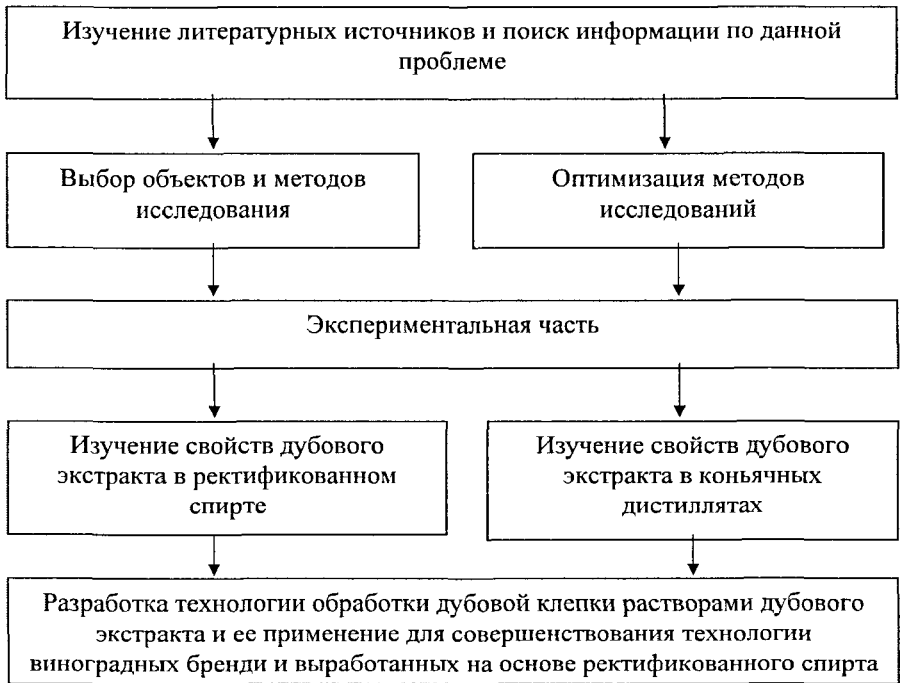 Изучение литературных источников и поиск информации по данной
проблеме
Выбор объектов и методов
исследования
Оптимизация методов
исследований
Экспериментальная часть
Изучение свойств дубового
экстракта в ректификованном
спирте
Изучение свойств дубового
экстракта в коньячных
дистиллятах
Разработка технологии обработки дубовой клепки растворами дубового
экстракта и ее применение для совершенствования технологии
виноградных бренди и выработанных на основе ректификованного спирта